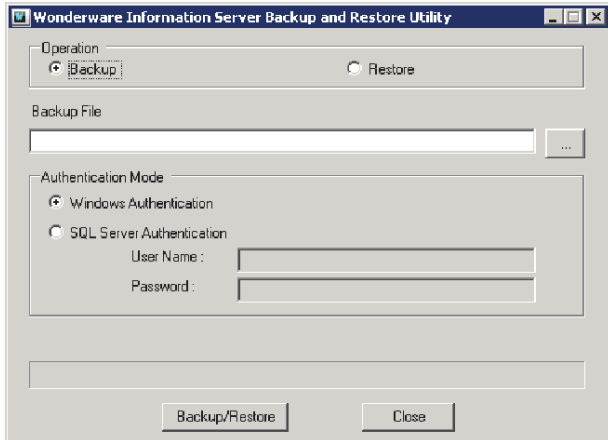 Wonderware Information Server Backup and Restore Utility
Operation
Backup
Restore
Backup File
...
Authentication Mode
Windows Authentication
SQL Server Authentication
User Name :
Password :
Backup/Restore
Close